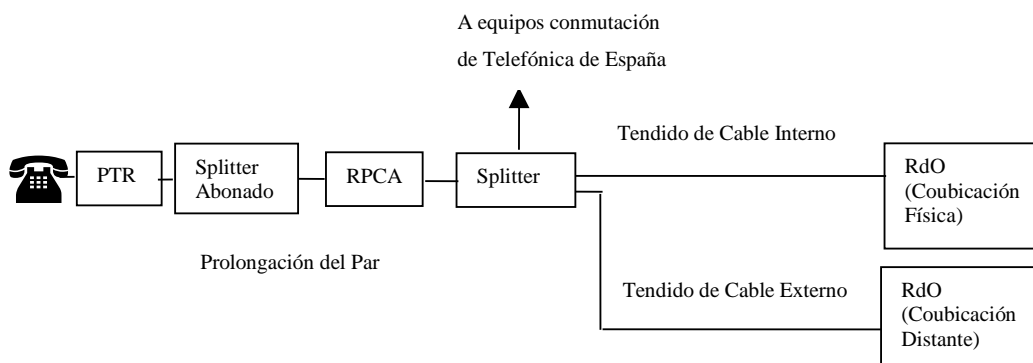 A equipos conmutación
de Telefónica de España
Tendido de Cable Interno
PTR
Splitter
Abonado
RPCA
Splitter
RdO
(Coubicación
Física)
Prolongación del Par
Tendido de Cable Externo
RdO
(Coubicación
Distante)